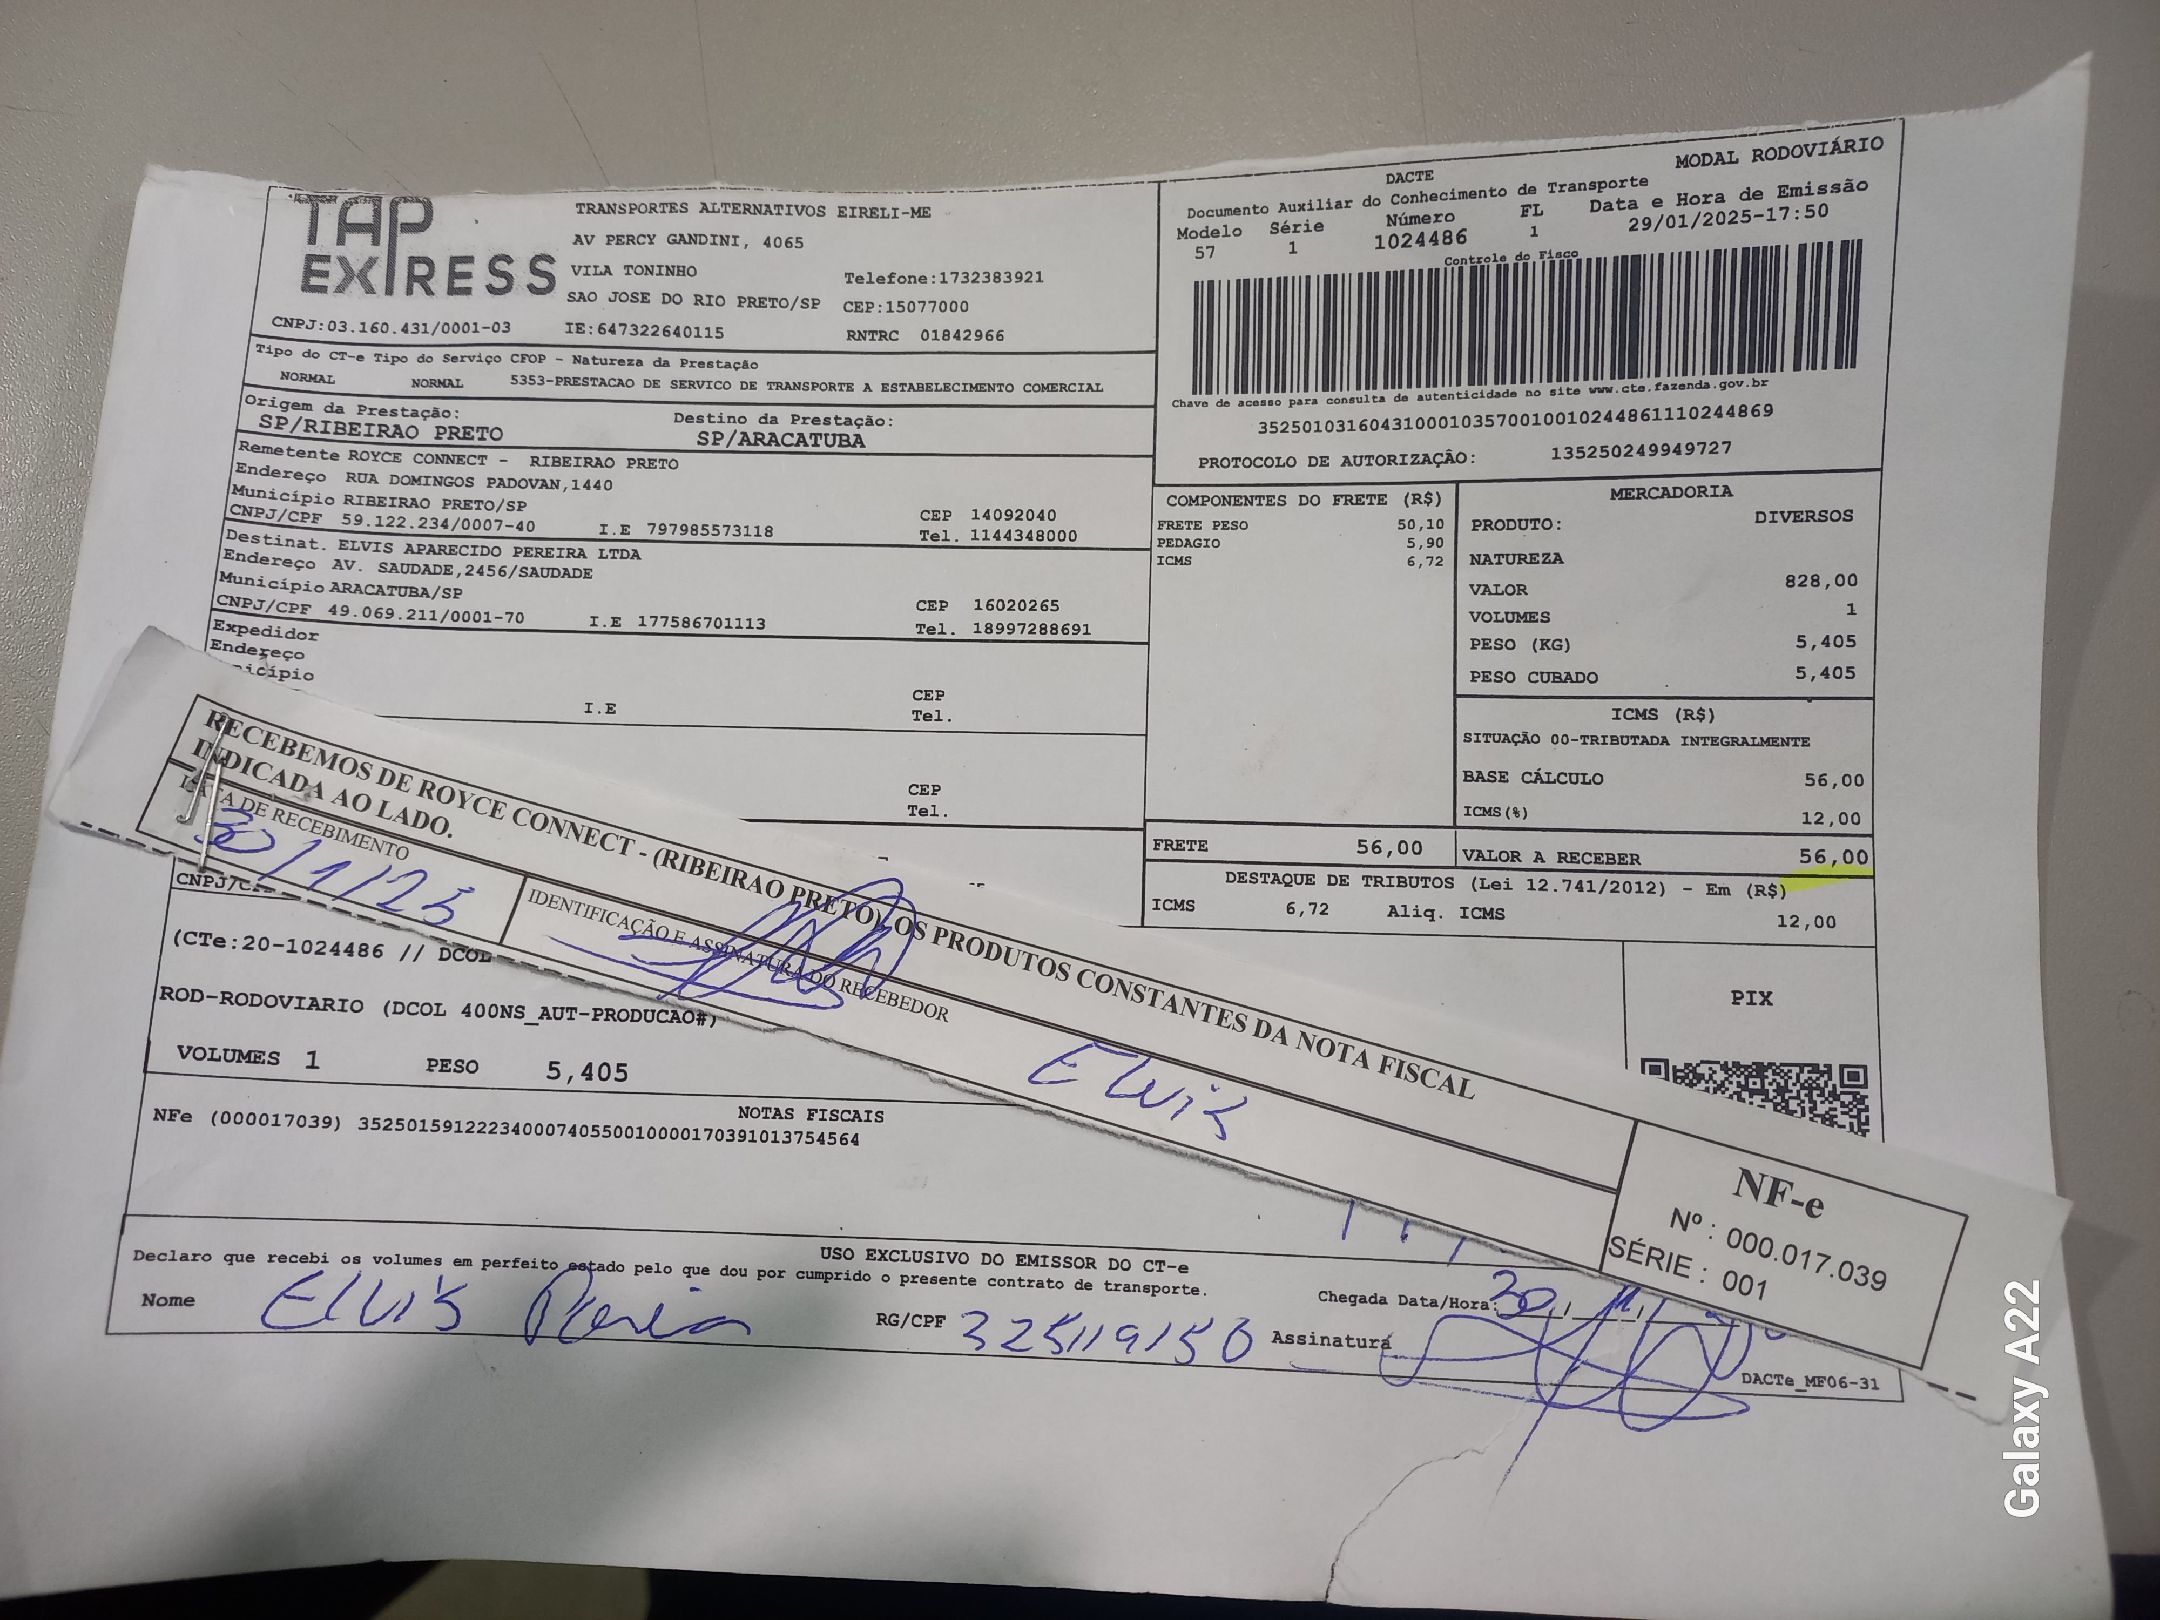 TAP EXPRESS
TRANSPORTES ALTERNATIVOS EIRELI-ME
AV PERCY GANDINI, 4065
VILA TONINHO Telefone:1732383921
SAO JOSE DO RIO PRETO/SP CEP:15077000
CNPJ:03.160.431/0001-03 IE:647322640115 RNTRC 01842966
Tipo do CT-e Tipo do Serviço CFOP - Natureza da Prestação
NORMAL NORMAL 5353-PRESTACAO DE SERVICO DE TRANSPORTE A ESTABELECIMENTO COMERCIAL
Origem da Prestação: Destino da Prestação:
SP/RIBEIRAO PRETO SP/ARACATUBA
Remetente ROYCE CONNECT - RIBEIRAO PRETO
Endereço RUA DOMINGOS PADOVAN,1440
Município RIBEIRAO PRETO/SP CEP 14092040
CNPJ/CPF 59.122.234/0007-40 I.E 797985573118 Tel. 1144348000
Destinat. ELVIS APARECIDO PEREIRA LTDA
Endereço AV. SAUDADE,2456/SAUDADE
Município ARACATUBA/SP CEP 16020265
CNPJ/CPF 49.069.211/0001-70 I.E 177586701113 Tel. 18997288691
Expedidor
Endereço
nicípio CEP
I.E Tel.
CEP
Tel.
MODAL RODOVIÁRIO
DACTE
Documento Auxiliar do Conhecimento de Transporte
Modelo Série Número FL Data e Hora de Emissão
57 1 1024486 1 29/01/2025-17:50
Controle do Fisco
Chave de acesso para consulta de autenticidade no site www.cte.fazenda.gov.br
35250103160431000103570010010244861110244869
PROTOCOLO DE AUTORIZAÇÃO: 135250249949727
COMPONENTES DO FRETE (R$)
FRETE PESO 50,10
PEDAGIO 5,90
ICMS 6,72
MERCADORIA
PRODUTO: DIVERSOS
NATUREZA
VALOR 828,00
VOLUMES 1
PESO (KG) 5,405
PESO CUBADO 5,405
ICMS (R$)
SITUAÇÃO 00-TRIBUTADA INTEGRALMENTE
BASE CÁLCULO 56,00
ICMS(%) 12,00
FRETE 56,00 VALOR A RECEBER 56,00
DESTAQUE DE TRIBUTOS (Lei 12.741/2012) - Em (R$)
ICMS 6,72 Aliq. ICMS 12,00
PIX
RECEBEMOS DE ROYCE CONNECT - (RIBEIRAO PRETO) OS PRODUTOS CONSTANTES DA NOTA FISCAL
INDICADA AO LADO.
DATA DE RECEBIMENTO IDENTIFICAÇÃO E ASSINATURA DO RECEBEDOR
30/1/25 Elvis
NF-e
Nº : 000.017.039
SÉRIE : 001
CNPJ/C
(CTe:20-1024486 // DCOL
ROD-RODOVIARIO (DCOL 400NS_AUT-PRODUCAO#)
VOLUMES 1 PESO 5,405
NOTAS FISCAIS
NFe (000017039) 35250159122234000740550010000170391013754564
USO EXCLUSIVO DO EMISSOR DO CT-e
Declaro que recebi os volumes em perfeito estado pelo que dou por cumprido o presente contrato de transporte.
Nome Elvis Pereira RG/CPF 325119150 Assinatura Chegada Data/Hora: 30
DACTe_MF06-31
Galaxy A22